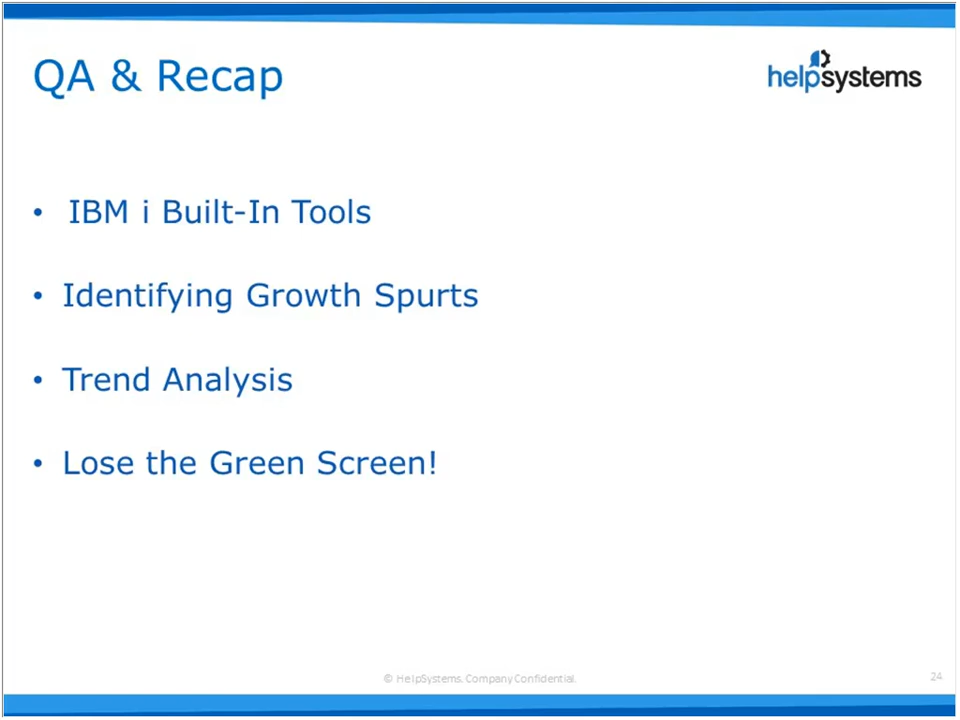 QA & Recap
helpsystems
• IBM i Built-In Tools
• Identifying Growth Spurts
• Trend Analysis
• Lose the Green Screen!
© HelpSystems. Company Confidential.
24